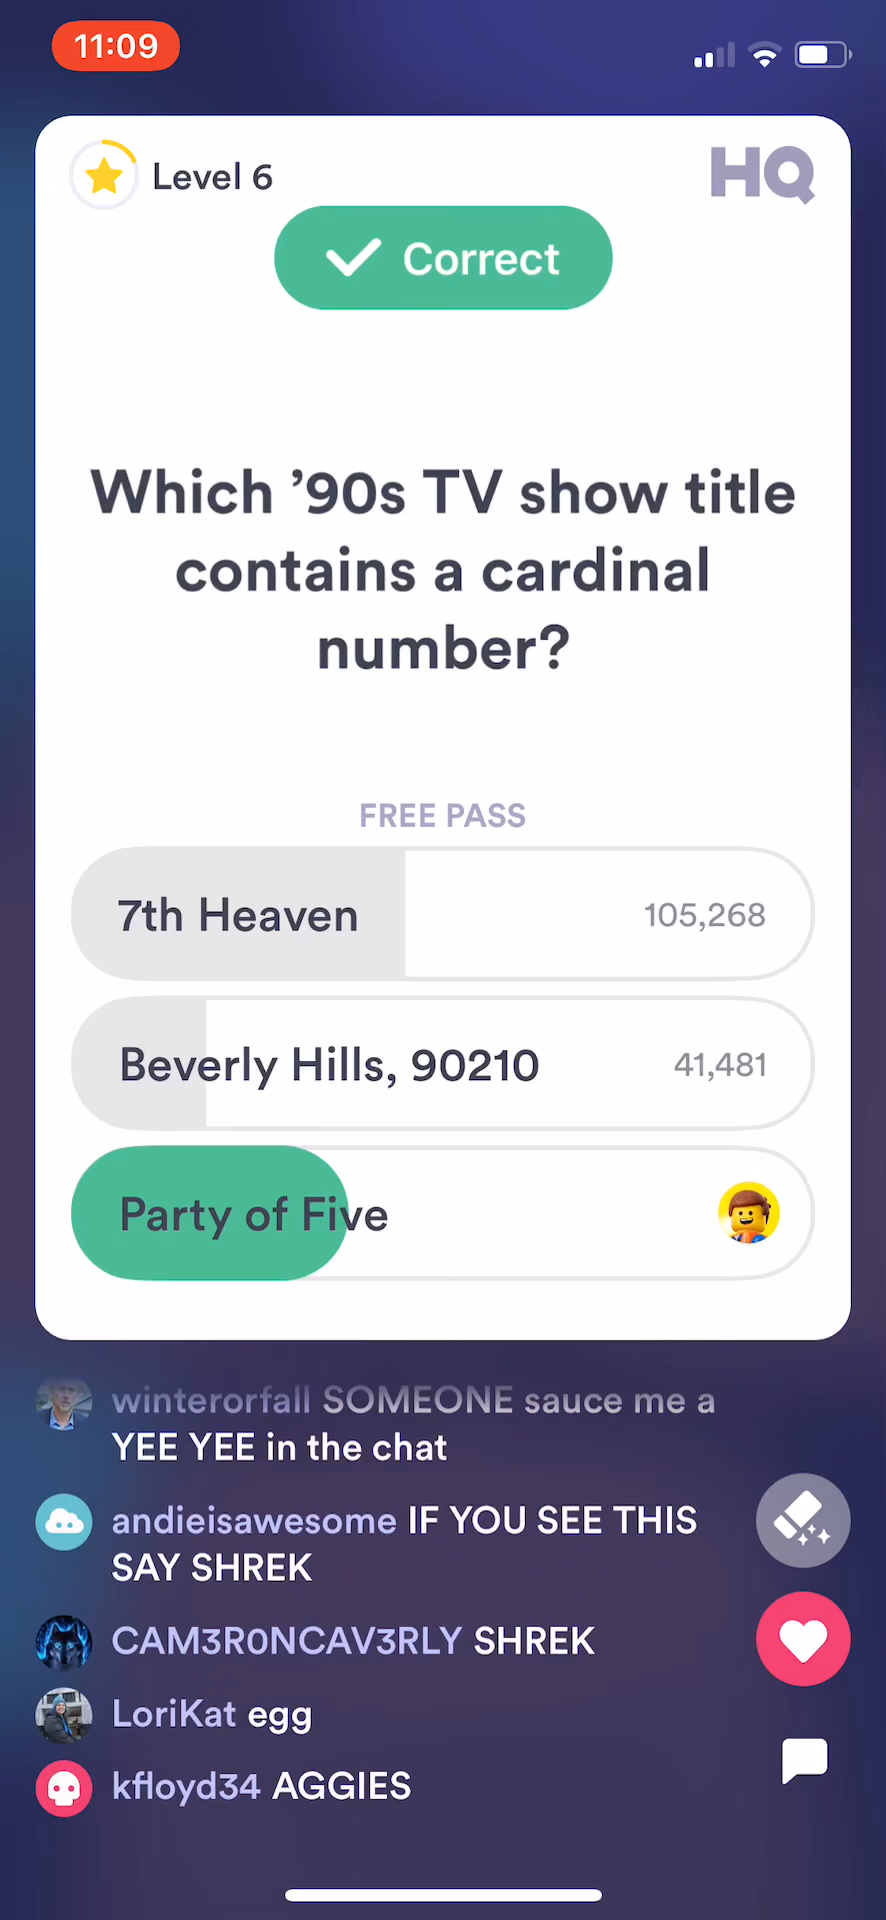 11:09
Level 6
HQ
Correct
Which ’90s TV show title
contains a cardinal
number?
FREE PASS
7th Heaven 105,268
Beverly Hills, 90210 41,481
Party of Five
winterorfall SOMEONE sauce me a
YEE YEE in the chat
andieisawesome IF YOU SEE THIS
SAY SHREK
CAM3R0NCAV3RLY SHREK
LoriKat egg
kfloyd34 AGGIES